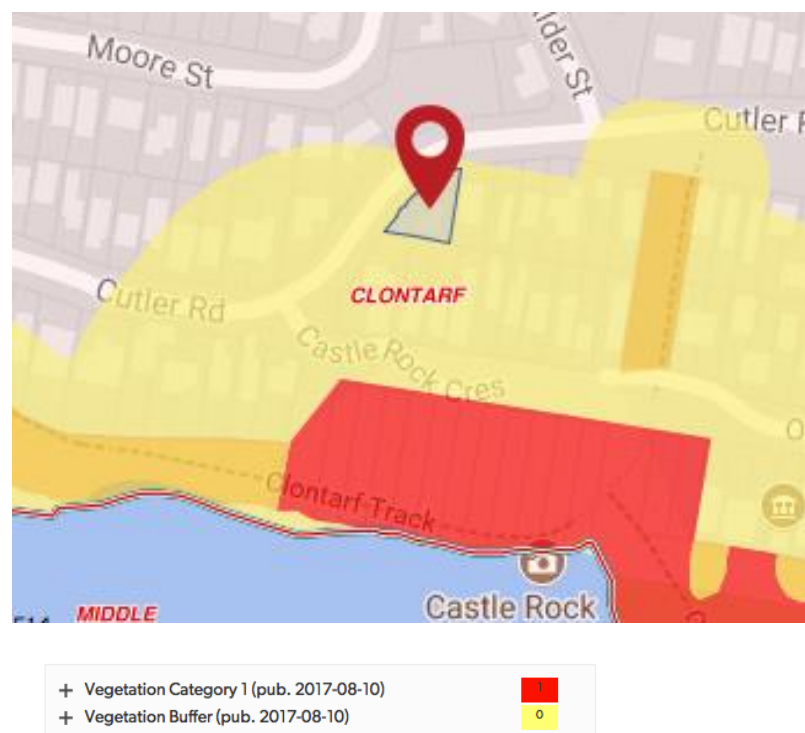 Moore St
lder St
Cutler
CLONTARF
Cutler Rd
Castle Rock Cres
Clontarf Track
Castle Rock
MIDDLE
+ Vegetation Category 1 (pub. 2017-08-10) 1
+ Vegetation Buffer (pub. 2017-08-10) 0